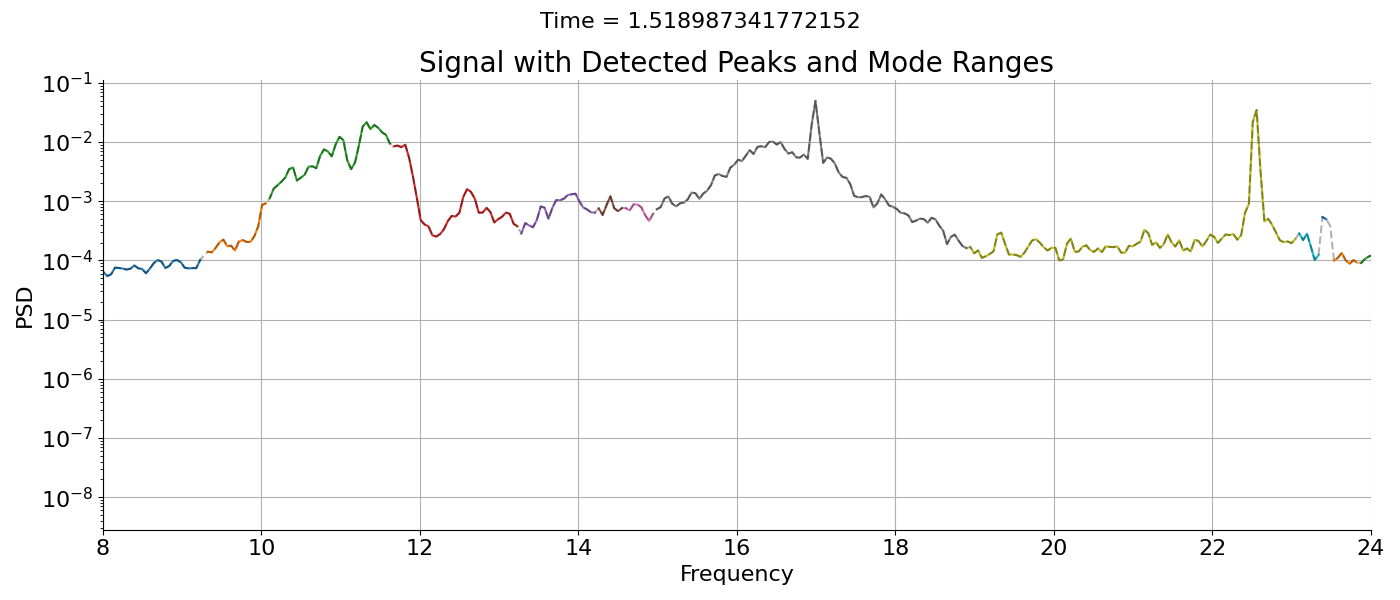 Time = 1.518987341772152
Signal with Detected Peaks and Mode Ranges
PSD
10⁻¹
10⁻²
10⁻³
10⁻⁴
10⁻⁵
10⁻⁶
10⁻⁷
10⁻⁸
8 10 12 14 16 18 20 22 24
Frequency